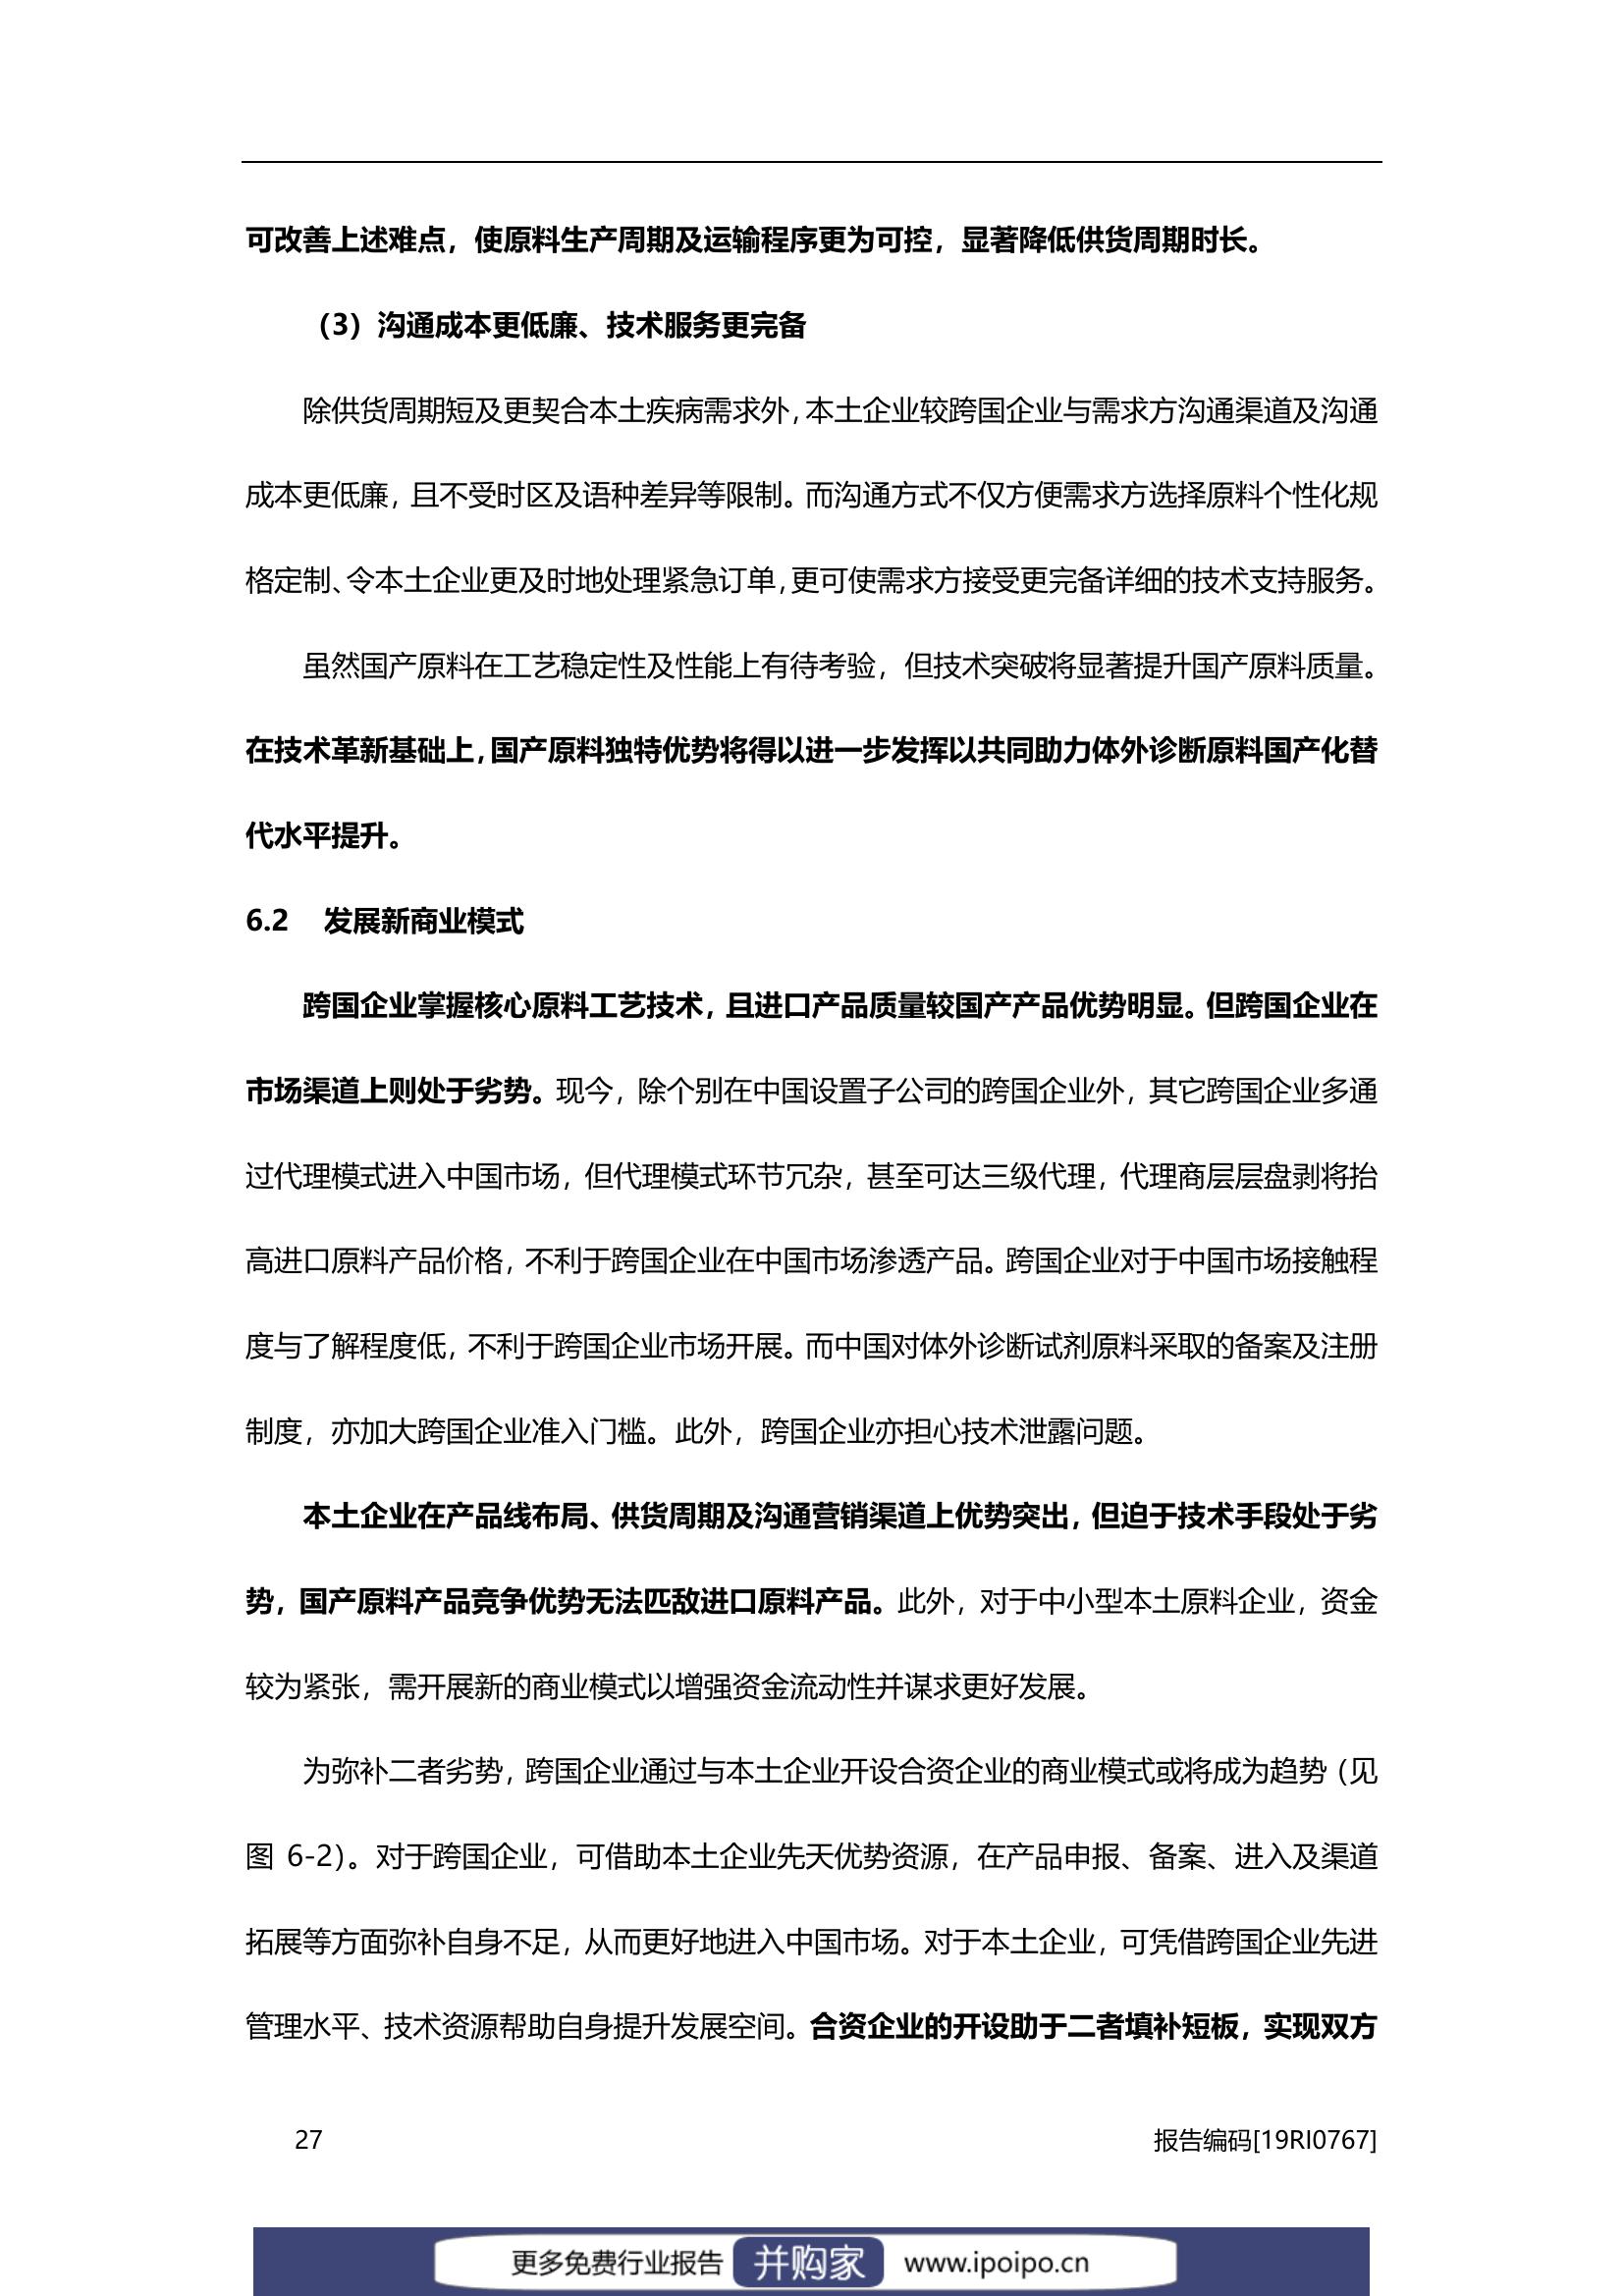 可改善上述难点，使原料生产周期及运输程序更为可控，显著降低供货周期时长。
（3）沟通成本更低廉、技术服务更完备
除供货周期短及更契合本土疾病需求外，本土企业较跨国企业与需求方沟通渠道及沟通
成本更低廉，且不受时区及语种差异等限制。而沟通方式不仅方便需求方选择原料个性化规
格定制、令本土企业更及时地处理紧急订单，更可使需求方接受更完备详细的技术支持服务。
虽然国产原料在工艺稳定性及性能上有待考验，但技术突破将显著提升国产原料质量。
在技术革新基础上，国产原料独特优势将得以进一步发挥以共同助力体外诊断原料国产化替
代水平提升。
6.2 发展新商业模式
跨国企业掌握核心原料工艺技术，且进口产品质量较国产产品优势明显。但跨国企业在
市场渠道上则处于劣势。现今，除个别在中国设置子公司的跨国企业外，其它跨国企业多通
过代理模式进入中国市场，但代理模式环节冗杂，甚至可达三级代理，代理商层层盘剥将抬
高进口原料产品价格，不利于跨国企业在中国市场渗透产品。跨国企业对于中国市场接触程
度与了解程度低，不利于跨国企业市场开展。而中国对体外诊断试剂原料采取的备案及注册
制度，亦加大跨国企业准入门槛。此外，跨国企业亦担心技术泄露问题。
本土企业在产品线布局、供货周期及沟通营销渠道上优势突出，但迫于技术手段处于劣
势，国产原料产品竞争优势无法匹敌进口原料产品。此外，对于中小型本土原料企业，资金
较为紧张，需开展新的商业模式以增强资金流动性并谋求更好发展。
为弥补二者劣势，跨国企业通过与本土企业开设合资企业的商业模式或将成为趋势（见
图 6-2）。对于跨国企业，可借助本土企业先天优势资源，在产品申报、备案、进入及渠道
拓展等方面弥补自身不足，从而更好地进入中国市场。对于本土企业，可凭借跨国企业先进
管理水平、技术资源帮助自身提升发展空间。合资企业的开设助于二者填补短板，实现双方
27 报告编码[19RI0767]
更多免费行业报告 并购家 www.ipoipo.cn